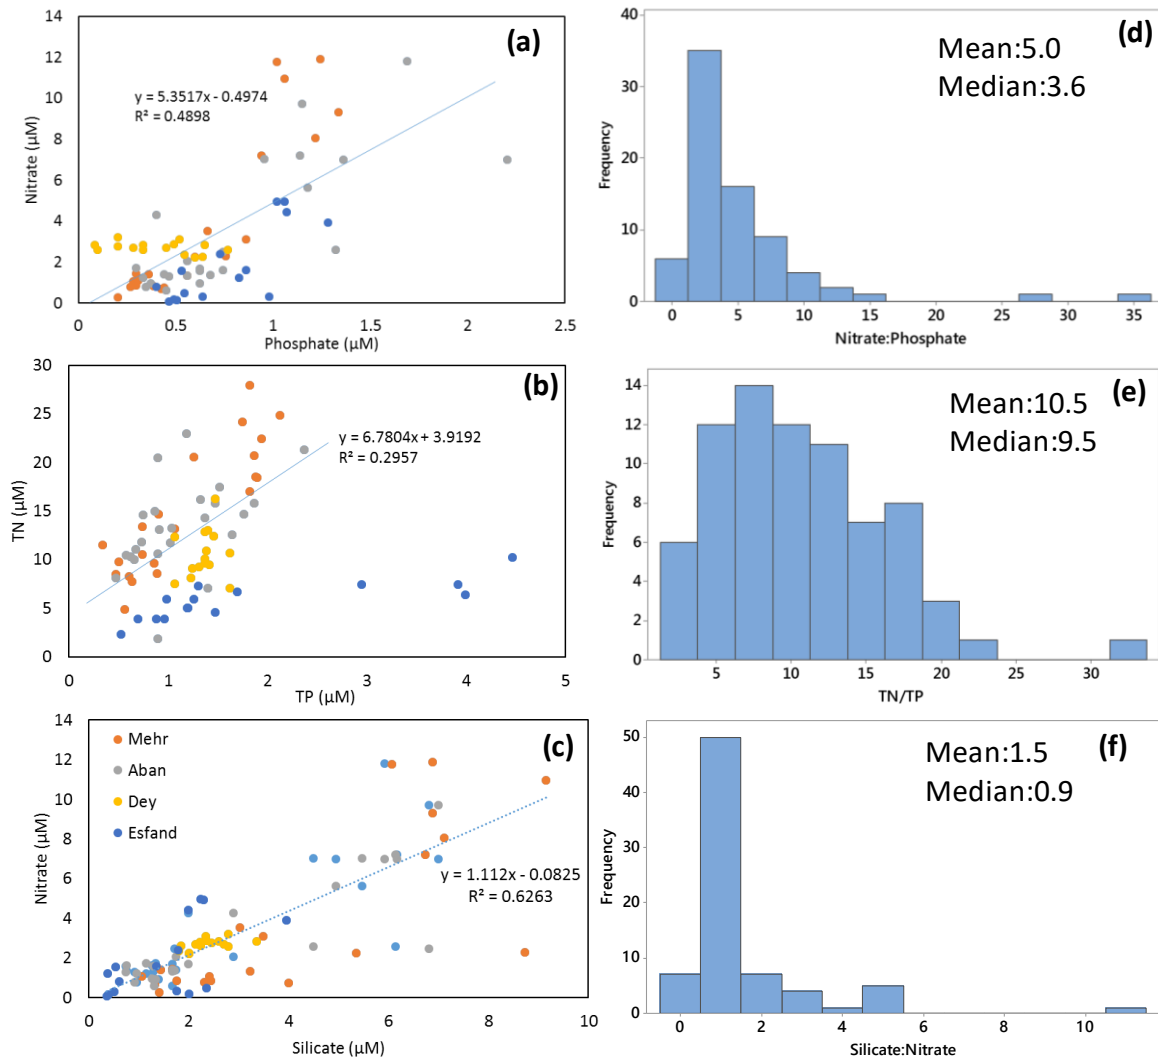 (a)
14
12
10
8
6
4
2
0
Nitrate (µM)
y = 5.3517x - 0.4974
R² = 0.4898
0 0.5 1 1.5 2 2.5
Phosphate (µM)
(d)
Mean:5.0
Median:3.6
40
30
20
10
0
Frequency
0 5 10 15 20 25 30 35
Nitrate:Phosphate
(b)
30
25
20
15
10
5
0
TN (µM)
y = 6.7804x + 3.9192
R² = 0.2957
0 1 2 3 4 5
TP (µM)
(e)
Mean:10.5
Median:9.5
14
12
10
8
6
4
2
0
Frequency
5 10 15 20 25 30
TN/TP
(c)
14
12
10
8
6
4
2
0
Nitrate (µM)
Mehr
Aban
Dey
Esfand
y = 1.112x - 0.0825
R² = 0.6263
0 2 4 6 8 10
Silicate (µM)
(f)
Mean:1.5
Median:0.9
50
40
30
20
10
0
Frequency
0 2 4 6 8 10
Silicate:Nitrate